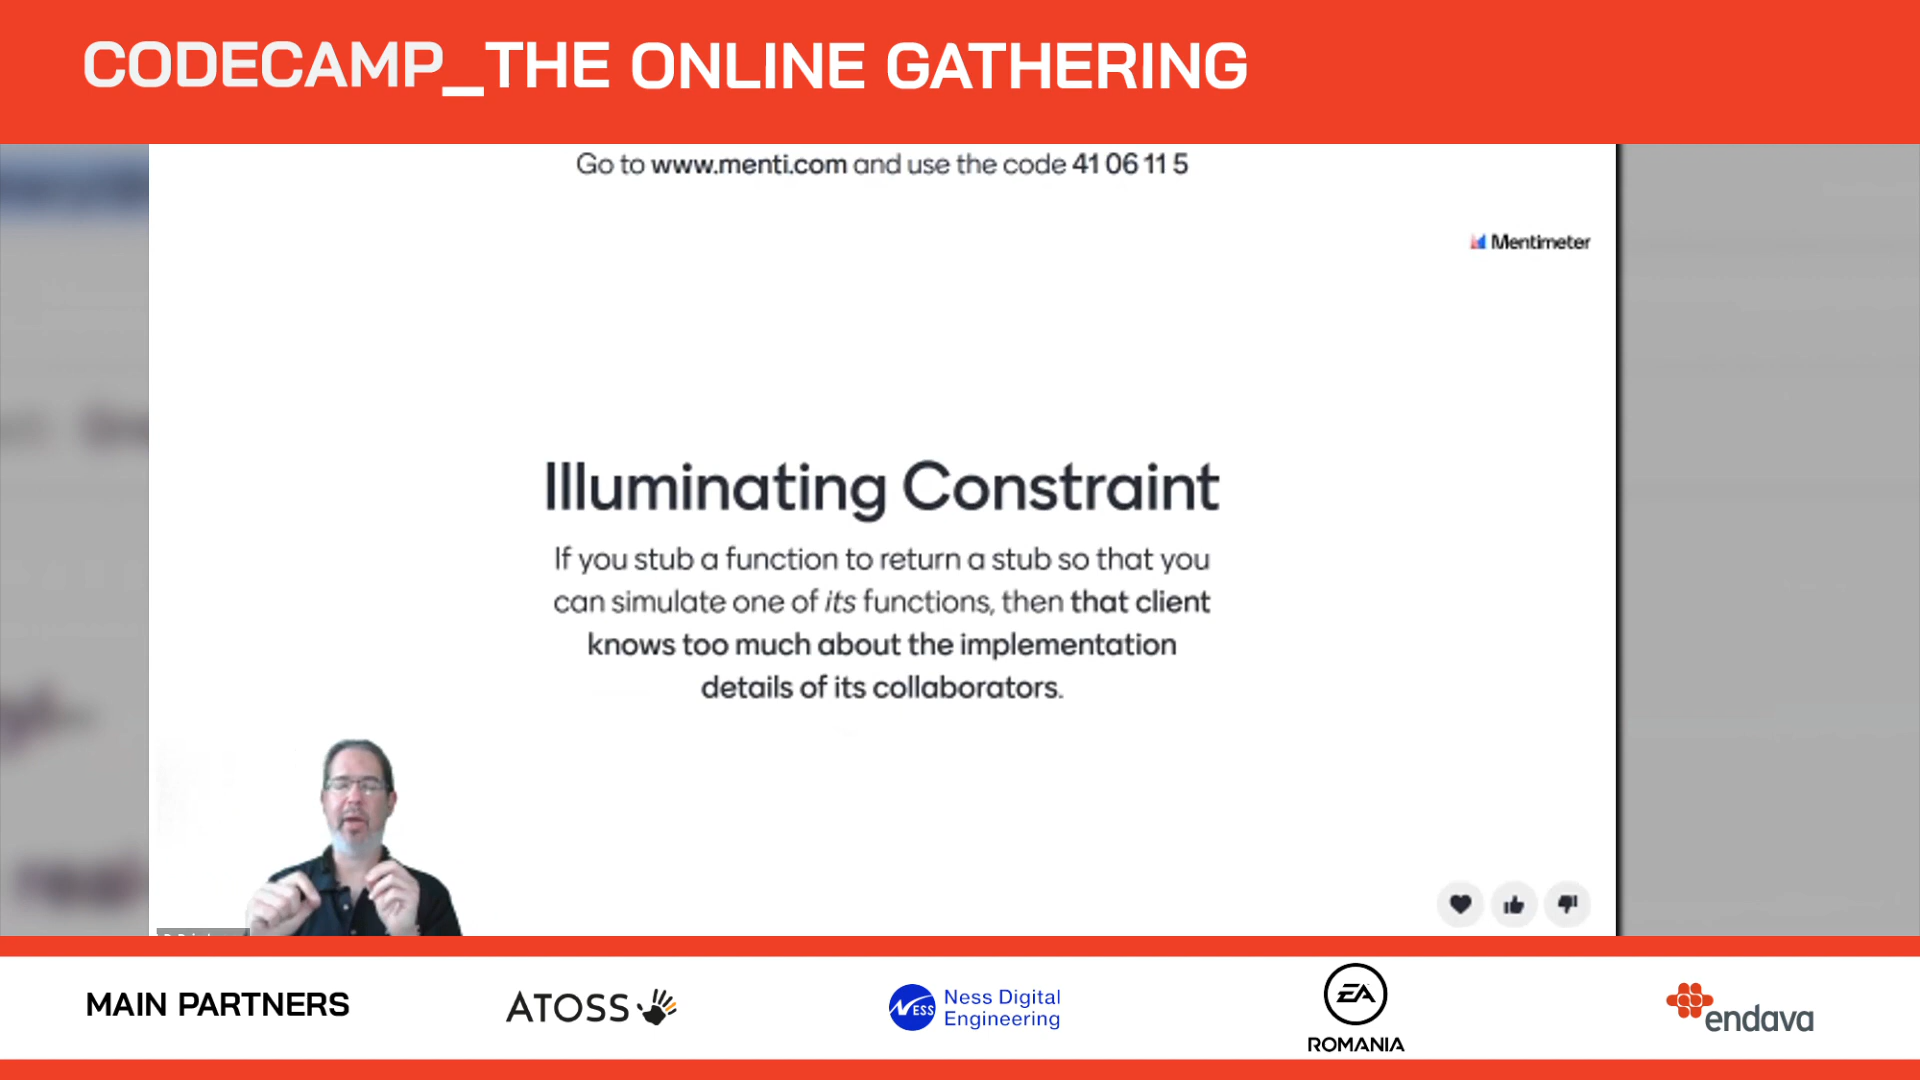 CODECAMP_THE ONLINE GATHERING
Go to www.menti.com and use the code 41 06 11 5
Mentimeter
Illuminating Constraint
If you stub a function to return a stub so that you
can simulate one of its functions, then that client
knows too much about the implementation
details of its collaborators.
MAIN PARTNERS
ATOSS
NESS
Ness Digital
Engineering
EA
ROMANIA
endava